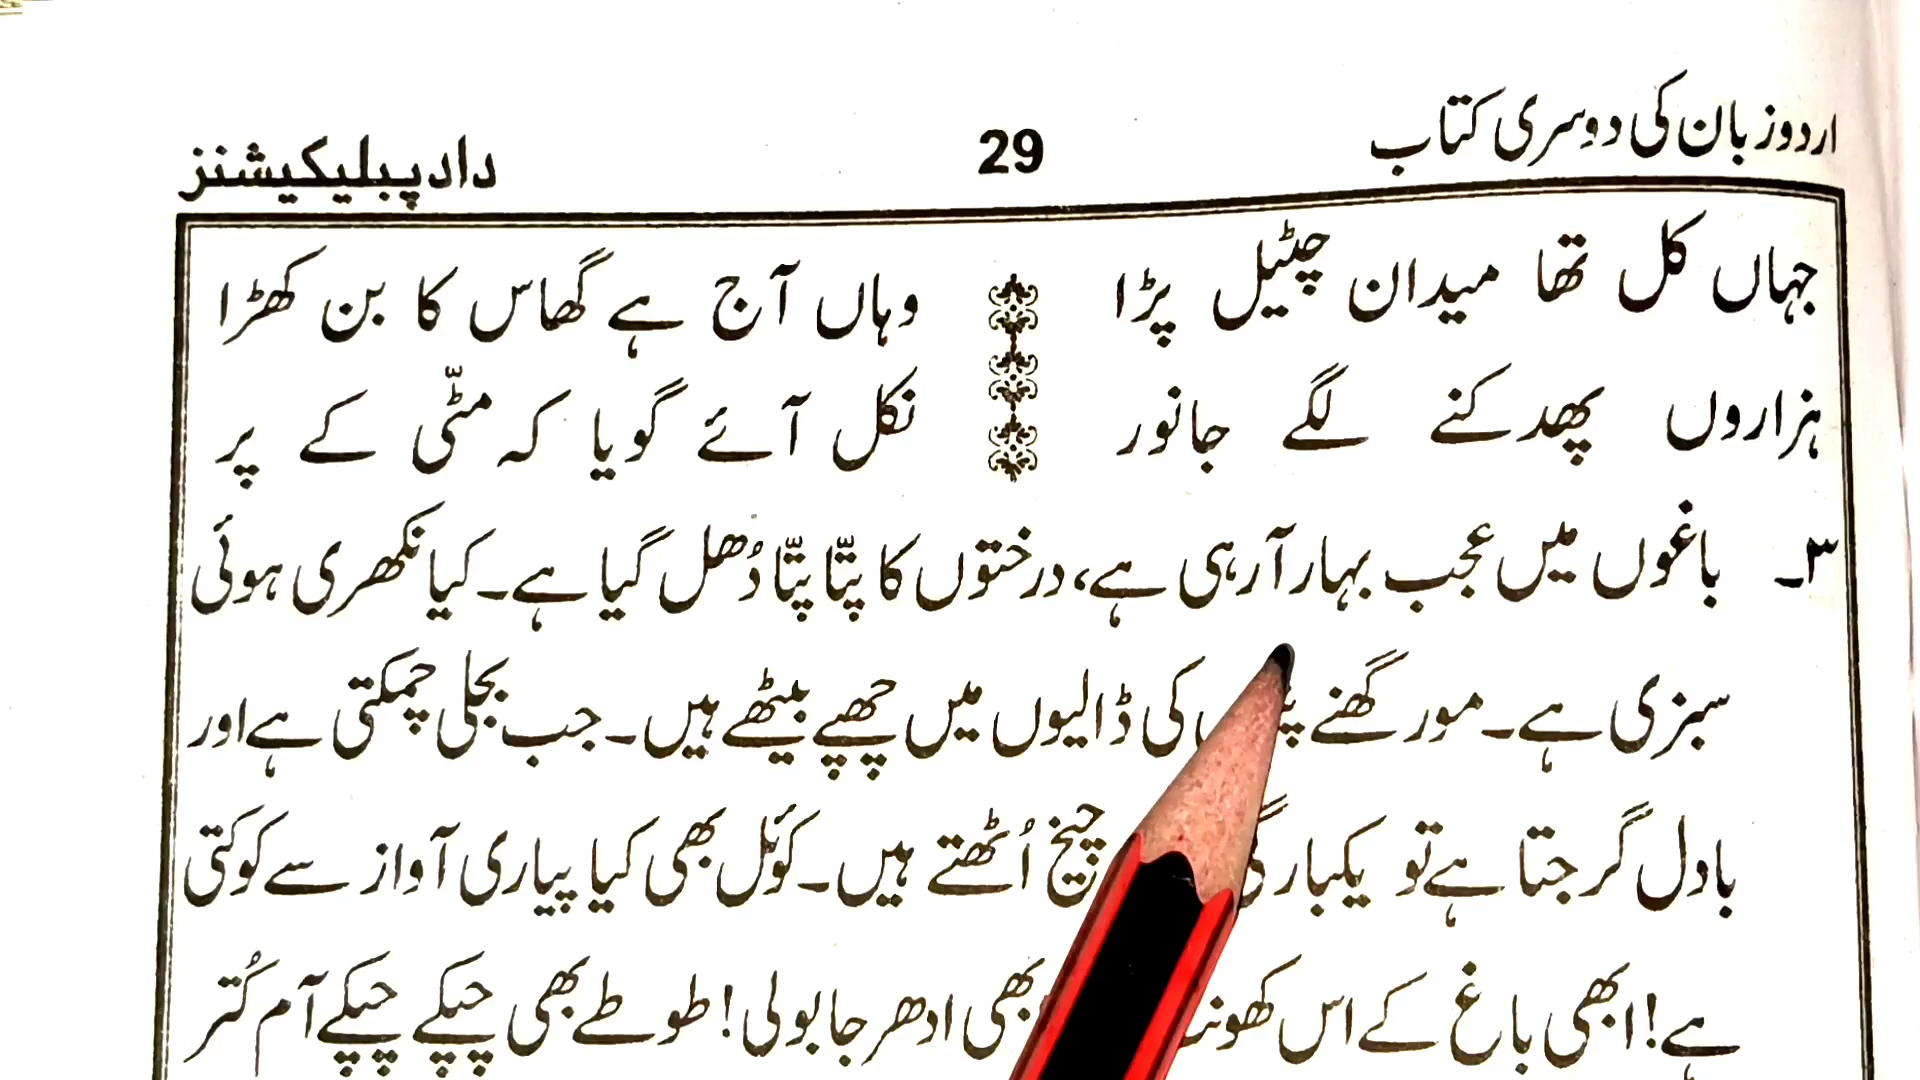 اردو زبان کی دوسری کتاب 29 داد پبلیکیشنز
جہاں کل تھا میدان چٹیل پڑا وہاں آج ہے گھاس کا بن کھڑا
ہزاروں پھدکنے لگے جانور نکل آئے گویا کہ مٹّی کے پر
۳۔ باغوں میں عجب بہار آرہی ہے، درختوں کا پتّا پتّا دُھل گیا ہے۔ کیا نکھری ہوئی
سبزی ہے۔ مور گھنے کی ڈالیوں میں چھپے بیٹھے ہیں۔ جب بجلی چمکتی ہے اور
بادل گرجتا ہے تو یکبارگی چیخ اُٹھتے ہیں۔ کوئل بھی کیا پیاری آواز سے کوکتی
ہے! ابھی باغ کے اس بھی ادھر جا بولی! طوطے بھی چپکے چپکے آم کُتر